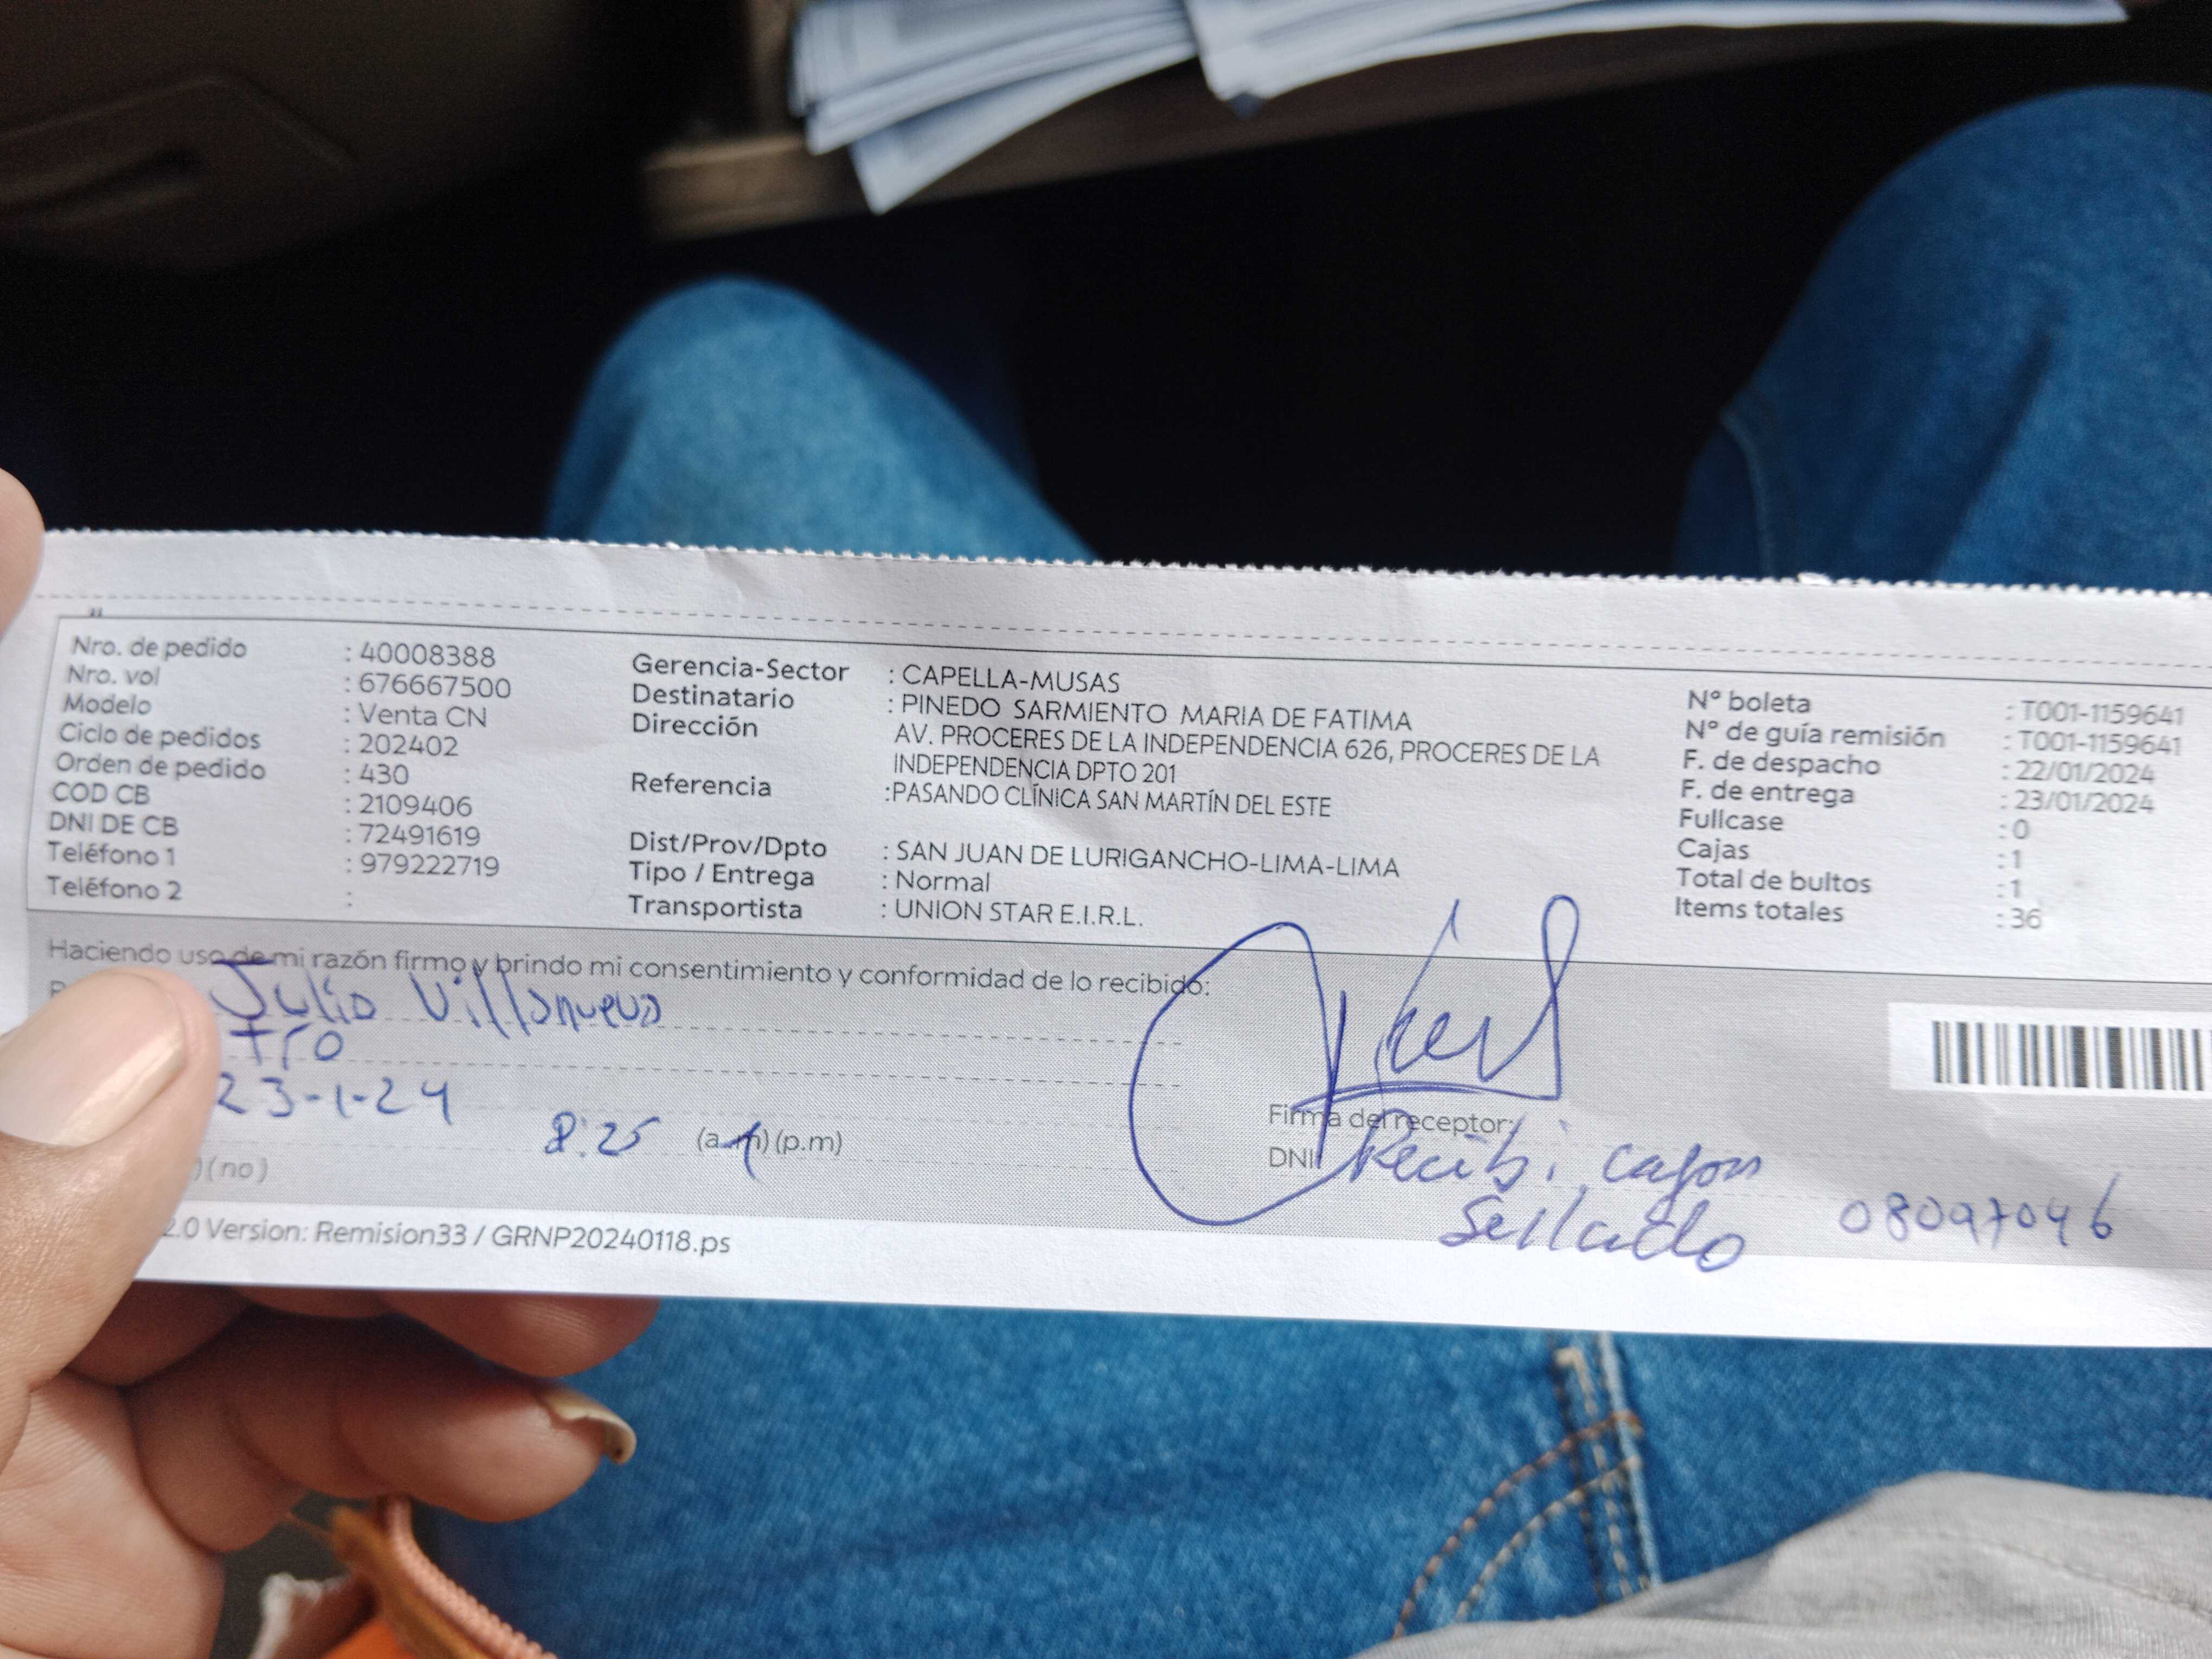 Nro. de pedido : 40008388
Nro. vol : 676667500
Modelo : Venta CN
Ciclo de pedidos : 202402
Orden de pedido : 430
COD CB : 2109406
DNI DE CB : 72491619
Teléfono 1 : 979222719
Teléfono 2 :
Gerencia-Sector : CAPELLA-MUSAS
Destinatario : PINEDO SARMIENTO MARIA DE FATIMA
Dirección AV. PROCERES DE LA INDEPENDENCIA 626, PROCERES DE LA
INDEPENDENCIA DPTO 201
Referencia :PASANDO CLÍNICA SAN MARTÍN DEL ESTE
Dist/Prov/Dpto : SAN JUAN DE LURIGANCHO-LIMA-LIMA
Tipo / Entrega : Normal
Transportista : UNION STAR E.I.R.L.
N° boleta : T001-1159641
N° de guía remisión : T001-1159641
F. de despacho : 22/01/2024
F. de entrega : 23/01/2024
Fullcase : 0
Cajas : 1
Total de bultos : 1
Items totales : 36
Haciendo uso de mi razón firmo y brindo mi consentimiento y conformidad de lo recibido:
Julio Villanueva
Tío
23-1-24
8:25 (a.m) (p.m)
)(no)
Firma del receptor:
DNI: Recibi cajon
Sellado 08097046
2.0 Version: Remision33 / GRNP20240118.ps